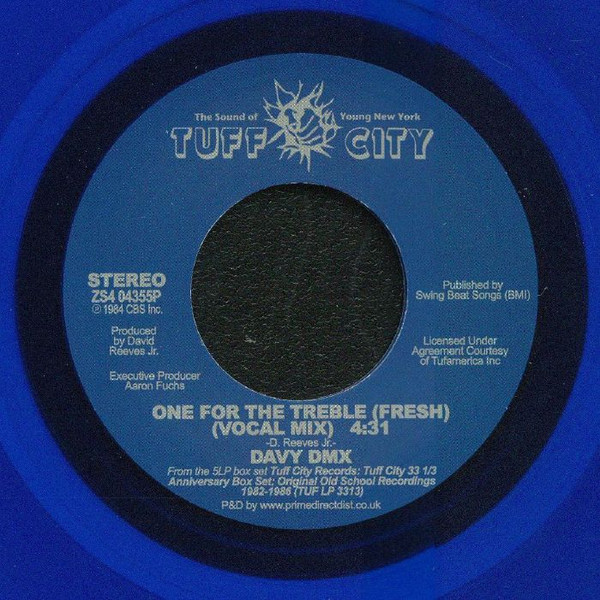 The Sound of Young New York
TUFF CITY
STEREO
ZS4 04355P
℗ 1984 CBS Inc.
Produced
by David
Reeves Jr.
Executive Producer
Aaron Fuchs
Published by
Swing Beat Songs (BMI)
Licensed Under
Agreement Courtesy
of Tufamerica Inc
ONE FOR THE TREBLE (FRESH)
(VOCAL MIX) 4:31
-D. Reeves Jr.-
DAVY DMX
From the 5LP box set Tuff City Records: Tuff City 33 1/3
Anniversary Box Set: Original Old School Recordings
1982-1986 (TUF LP 3313)
P&D by www.primedirectdist.co.uk